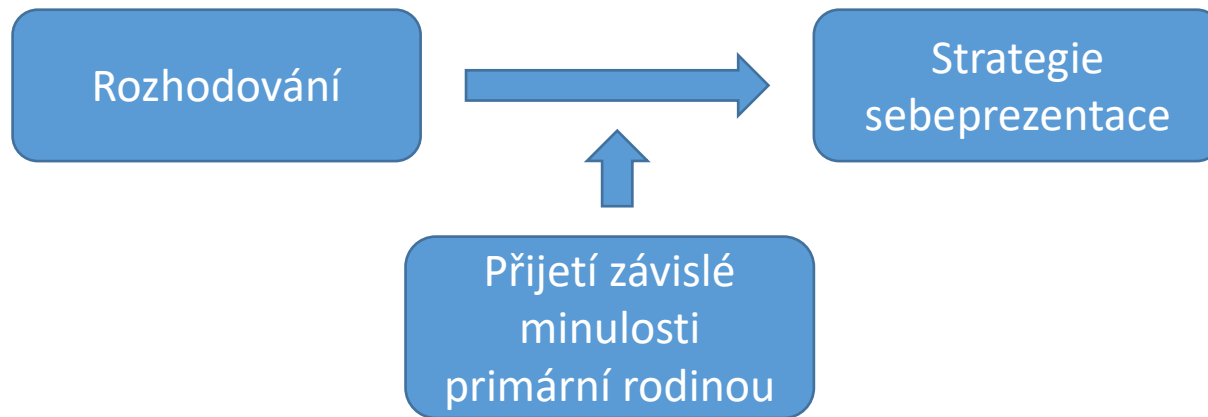 Rozhodování
Strategie
sebeprezentace
Přijetí závislé
minulosti
primární rodinou